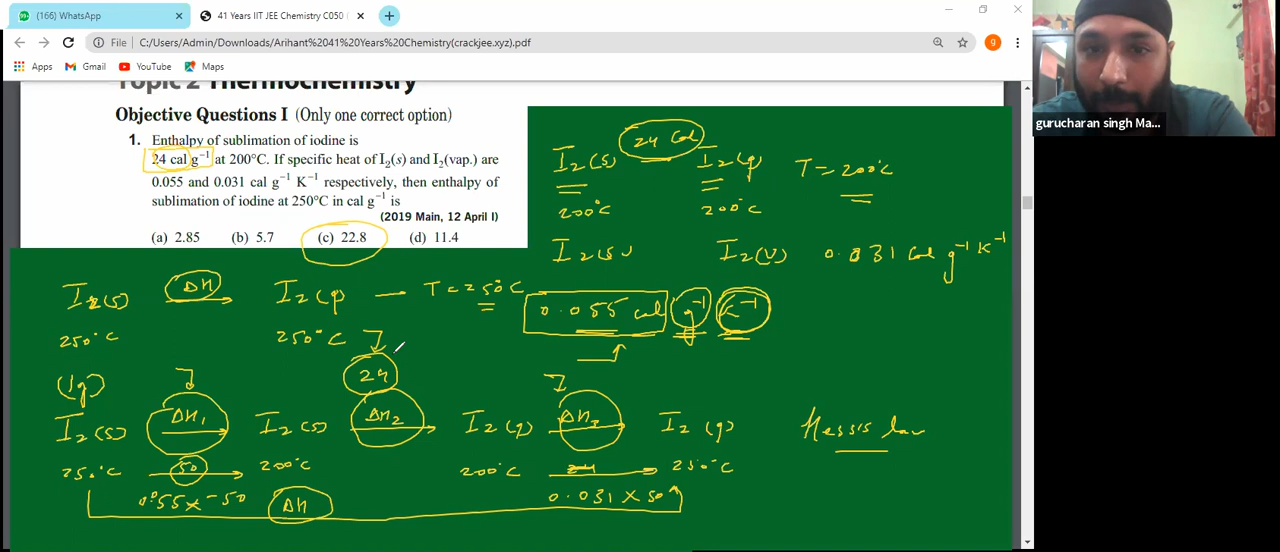 (166) WhatsApp
41 Years IIT JEE Chemistry C050
File C:/Users/Admin/Downloads/Arihant%2041%20Years%20Chemistry(crackjee.xyz).pdf
g
Apps Gmail YouTube Maps
Topic 2 Thermochemistry
Objective Questions I (Only one correct option)
1. Enthalpy of sublimation of iodine is
24 cal g⁻¹ at 200°C. If specific heat of I₂(s) and I₂(vap.) are
0.055 and 0.031 cal g⁻¹ K⁻¹ respectively, then enthalpy of
sublimation of iodine at 250°C in cal g⁻¹ is
(2019 Main, 12 April I)
(a) 2.85 (b) 5.7 (c) 22.8 (d) 11.4
gurucharan singh Ma...
24 cal
I₂(s) I₂(g) T = 200°C
200°C 200°C
I₂(s) I₂(v) 0.031 cal g⁻¹ K⁻¹
0.055 cal g⁻¹ K⁻¹
I₂(s) ΔH I₂(g) — T = 250°C
250°C 250°C
(1g) 24
I₂(s) ΔH₁ I₂(s) ΔH₂ I₂(g) ΔH₃ I₂(g) Hessis law
250°C 50 200°C 200°C 250°C
0.055 × -50 ΔH 0.031 × 50